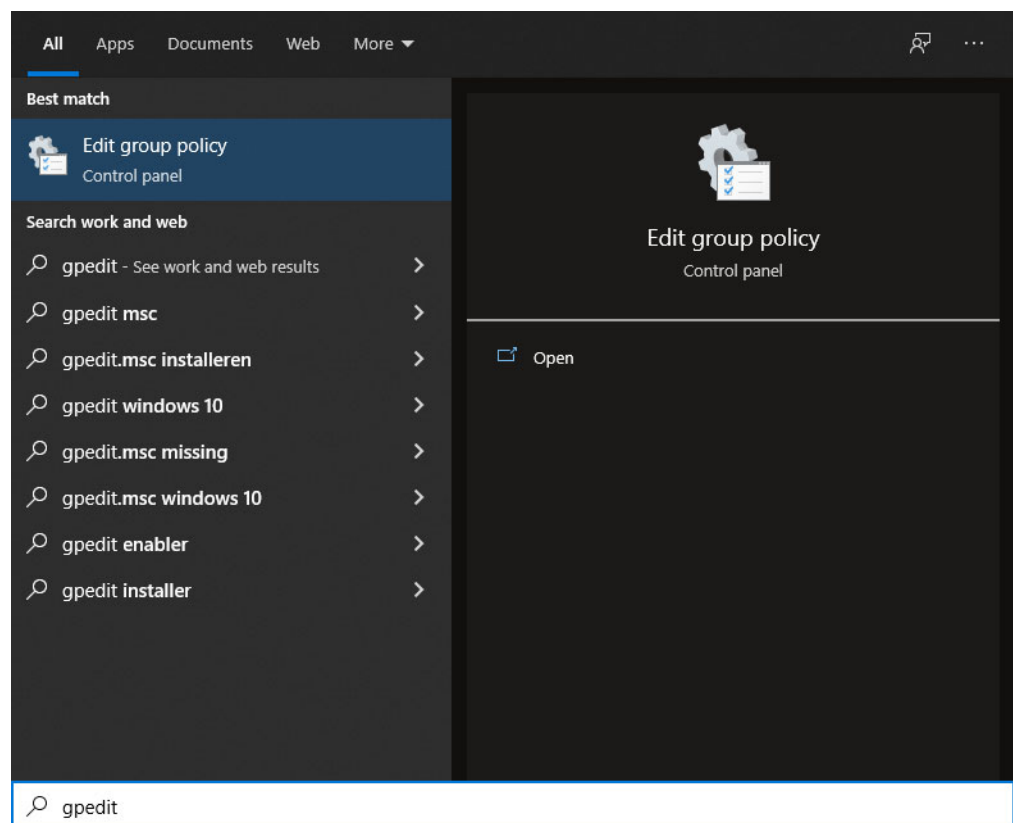 All Apps Documents Web More
Best match
Edit group policy
Control panel
Search work and web
gpedit - See work and web results
gpedit msc
gpedit.msc installeren
gpedit windows 10
gpedit.msc missing
gpedit.msc windows 10
gpedit enabler
gpedit installer
Edit group policy
Control panel
Open
gpedit